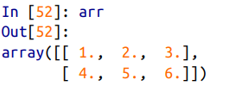 In [52]: arr
Out[52]:
array([[ 1.,  2.,  3.],
       [ 4.,  5.,  6.]])